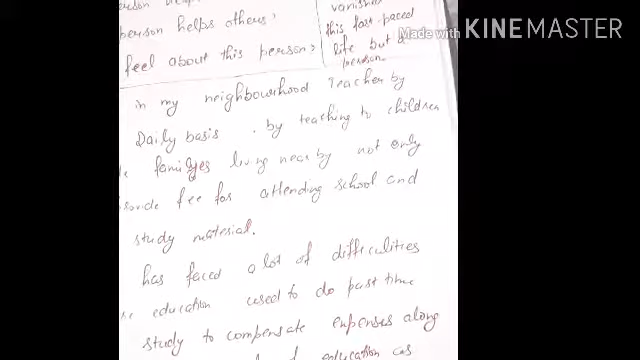 person helps others?
feel about this person?
vanished
this fast-paced
life but a
person
Made with KINEMASTER
in my neighbourhood Teacher by
Daily basis . by teaching to children
families living nearby not only
fee for attending school and
study material.
has faced a lot of difficulties
education used to do past time
study to compensate expenses along
education as